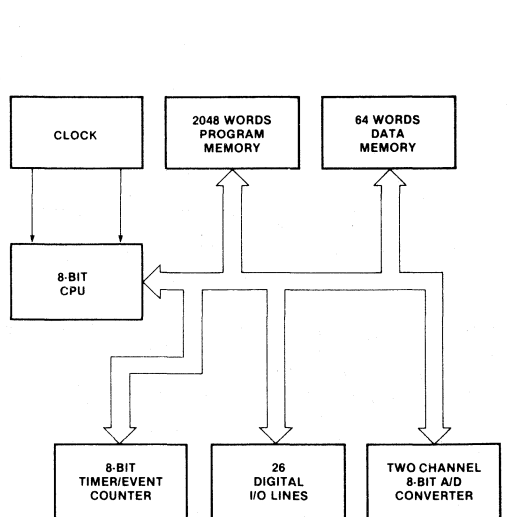 CLOCK
2048 WORDS
PROGRAM
MEMORY
64 WORDS
DATA
MEMORY
8-BIT
CPU
8-BIT
TIMER/EVENT
COUNTER
26
DIGITAL
I/O LINES
TWO CHANNEL
8-BIT A/D
CONVERTER